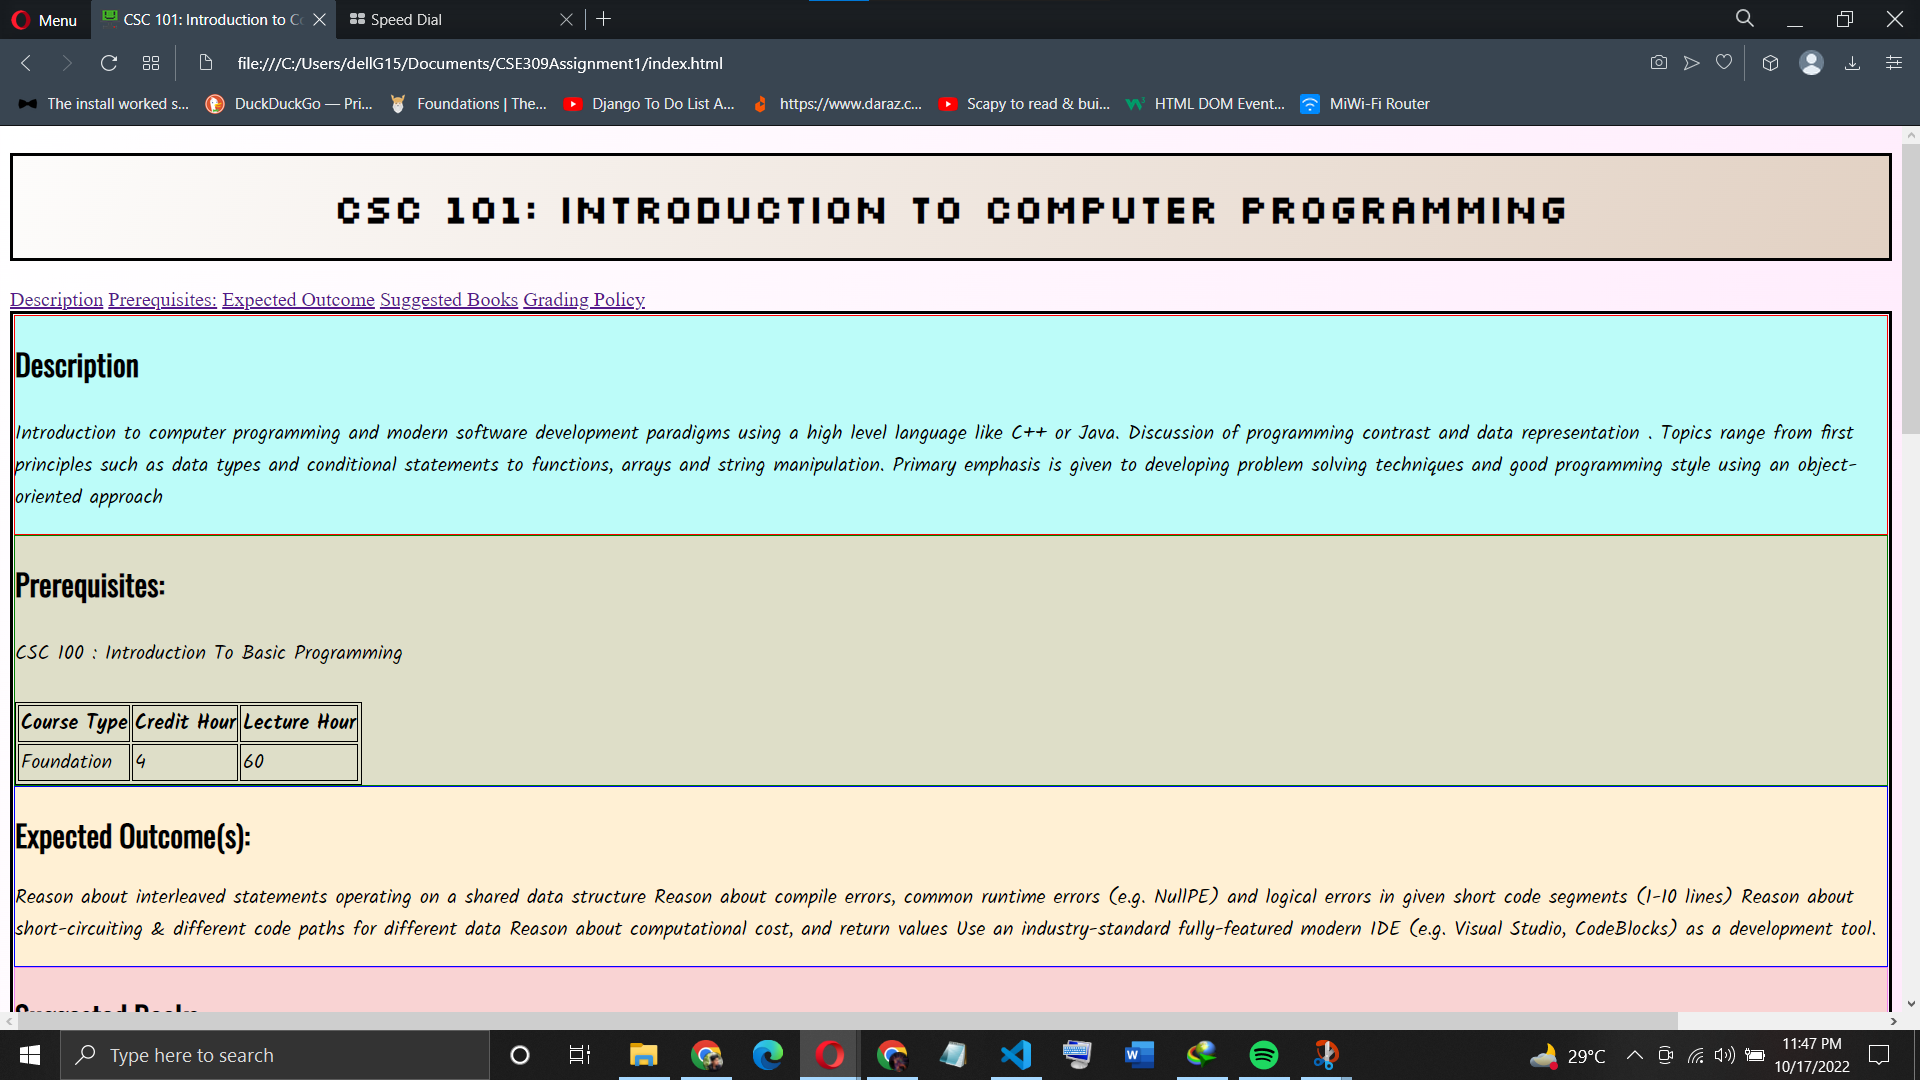 Menu
CSC 101: Introduction to Co
Speed Dial
file:///C:/Users/dellG15/Documents/CSE309Assignment1/index.html
The install worked s...
DuckDuckGo — Pri...
Foundations | The...
Django To Do List A...
https://www.daraz.c...
Scapy to read & bui...
HTML DOM Event...
MiWi-Fi Router
CSC 101: INTRODUCTION TO COMPUTER PROGRAMMING
Description Prerequisites: Expected Outcome Suggested Books Grading Policy
Description
Introduction to computer programming and modern software development paradigms using a high level language like C++ or Java. Discussion of programming contrast and data representation . Topics range from first
principles such as data types and conditional statements to functions, arrays and string manipulation. Primary emphasis is given to developing problem solving techniques and good programming style using an object-
oriented approach
Prerequisites:
CSC 100 : Introduction To Basic Programming
Course Type Credit Hour Lecture Hour
Foundation 4 60
Expected Outcome(s):
Reason about interleaved statements operating on a shared data structure Reason about compile errors, common runtime errors (e.g. NullPE) and logical errors in given short code segments (1-10 lines) Reason about
short-circuiting & different code paths for different data Reason about computational cost, and return values Use an industry-standard fully-featured modern IDE (e.g. Visual Studio, CodeBlocks) as a development tool.
Suggested Books
Type here to search
29°C
11:47 PM
10/17/2022